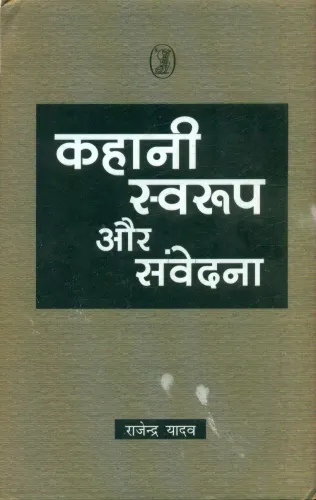 कहानी
स्वरूप
और
संवेदना
राजेन्द्र यादव